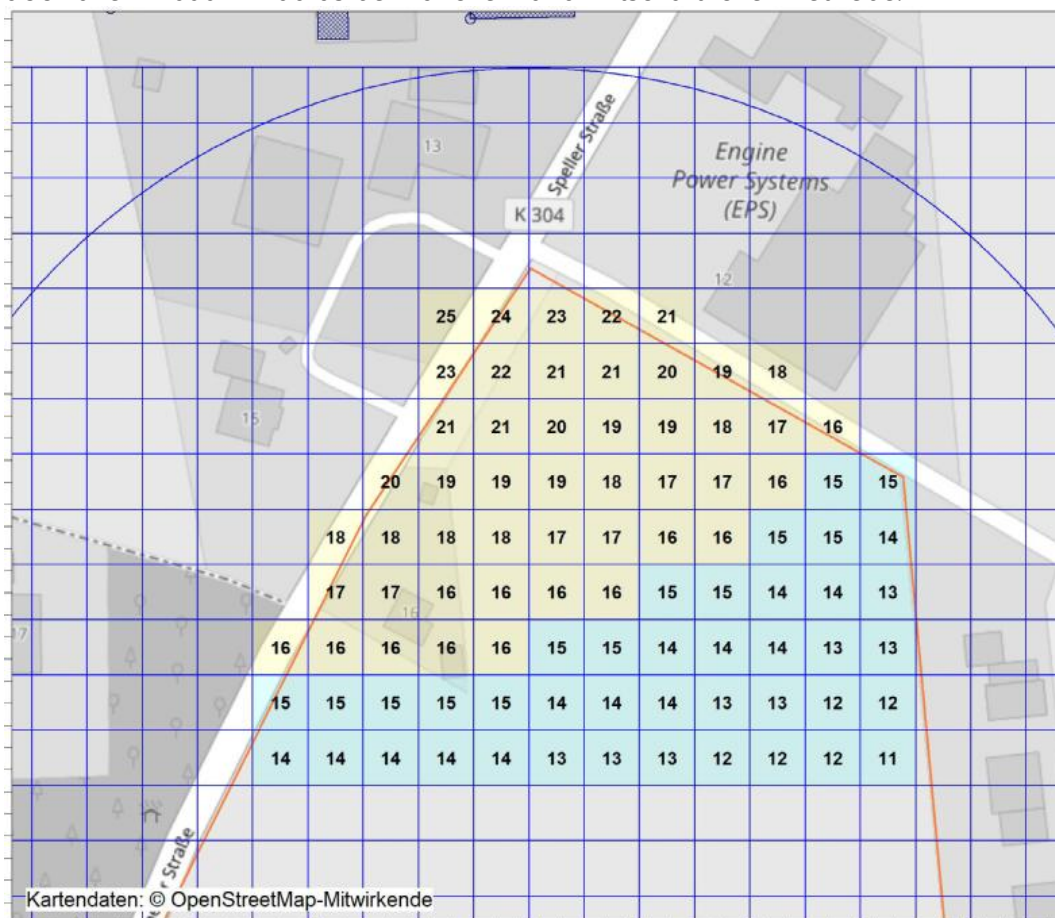 13
Speller Straße
Engine
Power Systems
(EPS)
K 304
12
25 24 23 22 21
23 22 21 21 20 19 18
15
21 21 20 19 19 18 17 16
20 19 19 19 18 17 17 16 15 15
18 18 18 18 17 17 16 16 15 15 14
17 17 16 16 16 16 15 15 14 14 13
16
17
16 16 16 16 16 15 15 14 14 14 13 13
15 15 15 15 15 14 14 14 13 13 12 12
14 14 14 14 14 13 13 13 12 12 12 11
Straße
Kartendaten: © OpenStreetMap-Mitwirkende